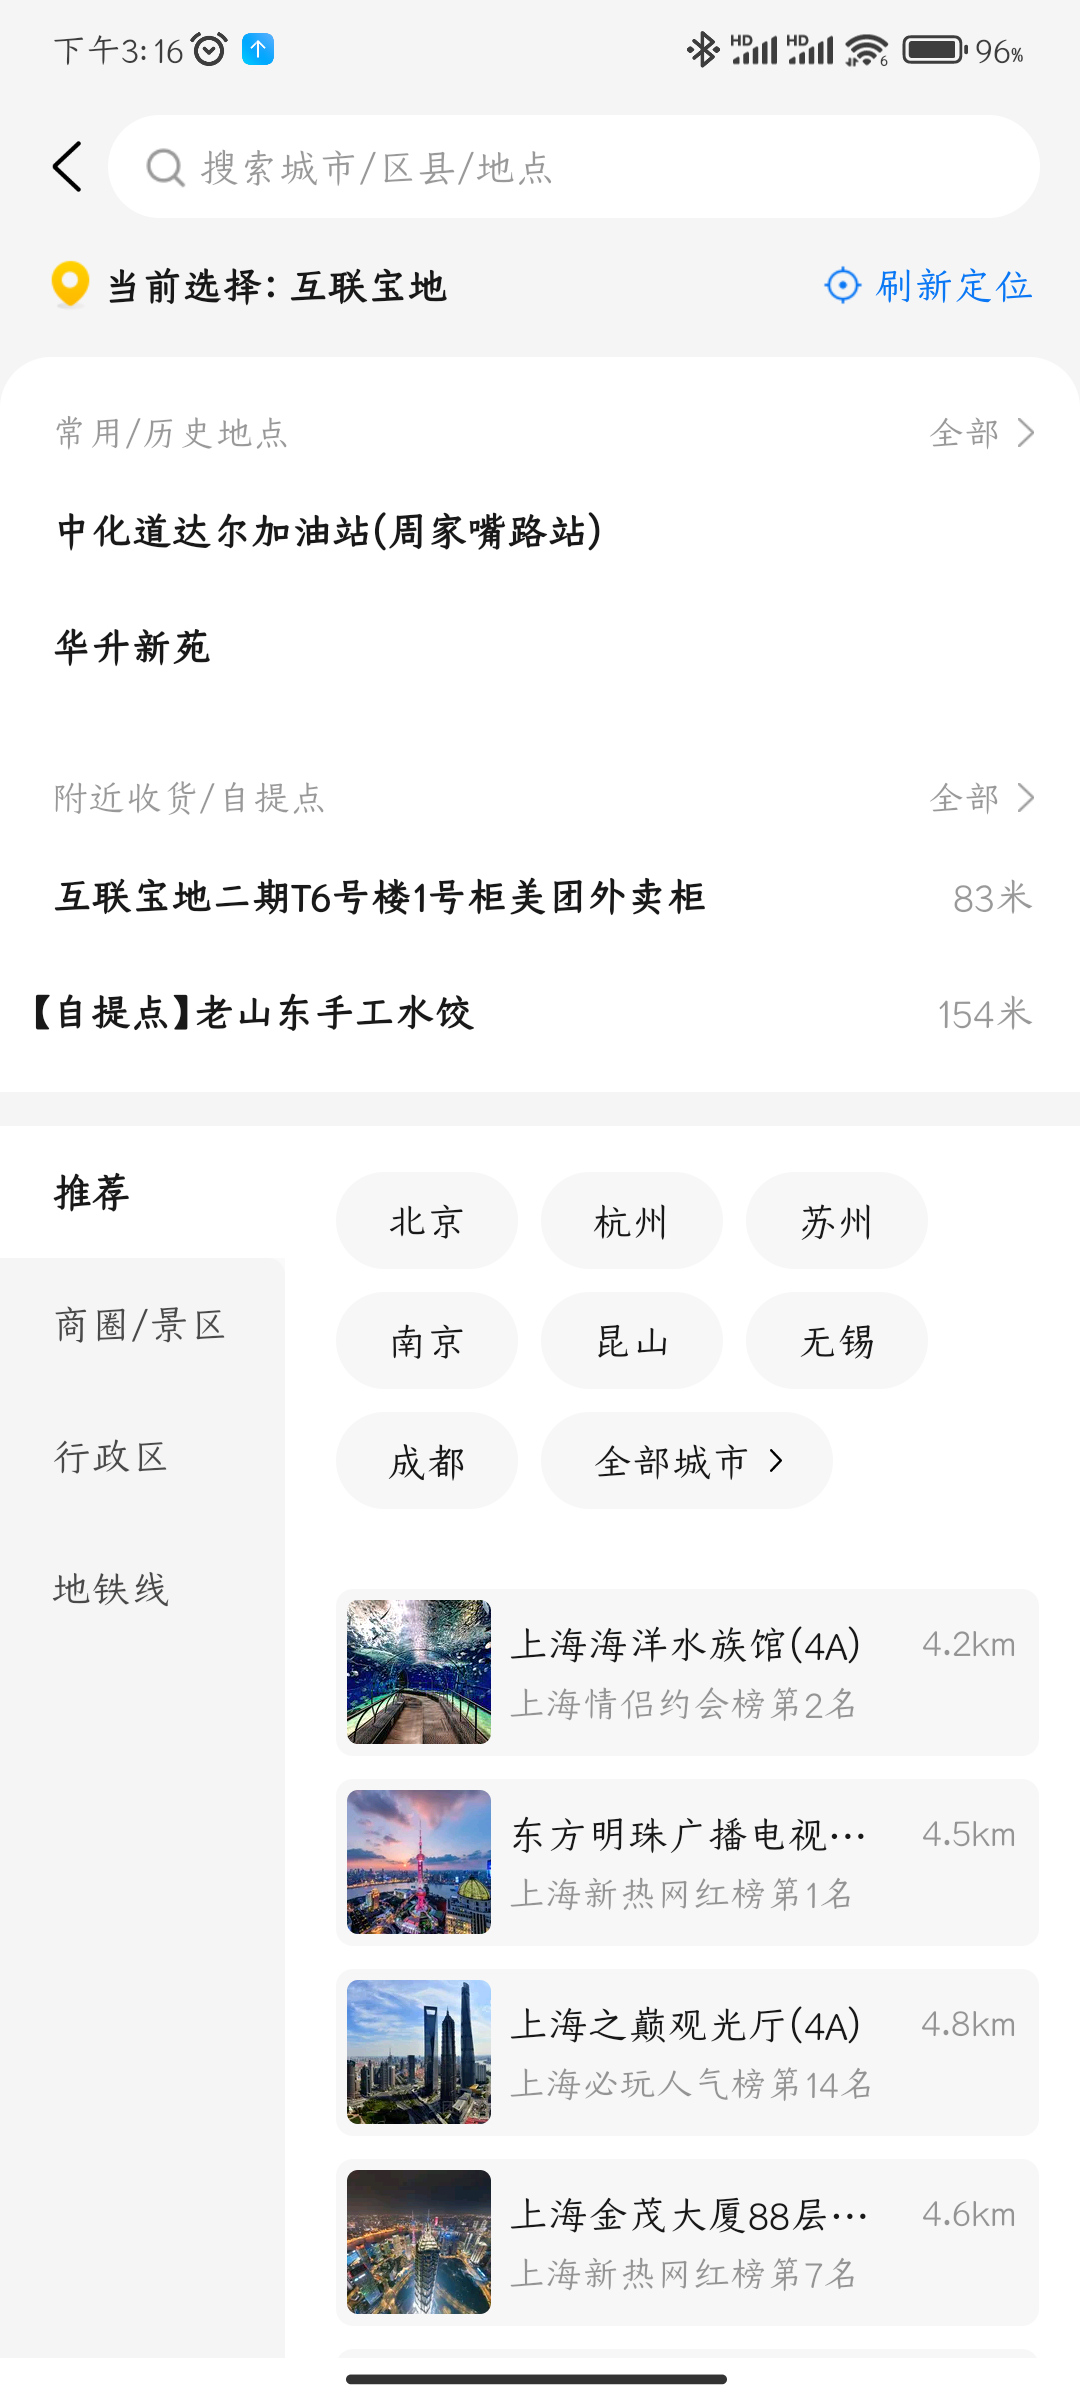 下午3:16
HD HD 6 96%
搜索城市/区县/地点
当前选择: 互联宝地
刷新定位
常用/历史地点
全部
中化道达尔加油站(周家嘴路站)
华升新苑
附近收货/自提点
全部
互联宝地二期T6号楼1号柜美团外卖柜
83米
【自提点】老山东手工水饺
154米
推荐
商圈/景区
行政区
地铁线
北京
杭州
苏州
南京
昆山
无锡
成都
全部城市
上海海洋水族馆(4A)
4.2km
上海情侣约会榜第2名
东方明珠广播电视…
4.5km
上海新热网红榜第1名
上海之巅观光厅(4A)
4.8km
上海必玩人气榜第14名
上海金茂大厦88层…
4.6km
上海新热网红榜第7名